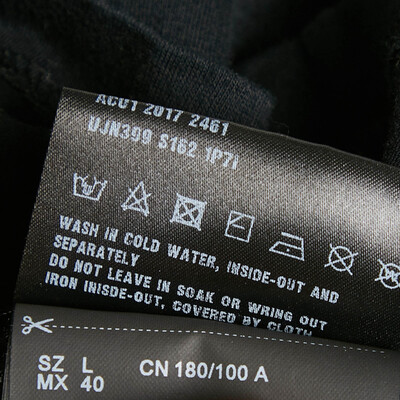 ACU1 2017 2461
UJN399 S162 1P7I
WASH IN COLD WATER, INSIDE-OUT AND
SEPARATELY
DO NOT LEAVE IN SOAK OR WRING OUT
IRON INISDE-OUT, COVERED BY CLOTH
SZ L
MX 40
CN 180/100 A